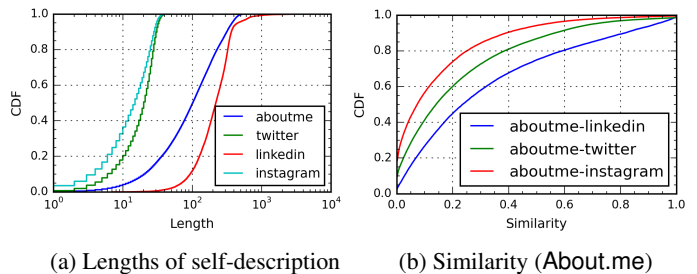 1.0
0.8
0.6
0.4
0.2
0.0
CDF
10^0 10^1 10^2 10^3 10^4
Length
aboutme
twitter
linkedin
instagram
(a) Lengths of self-description
1.0
0.8
0.6
0.4
0.2
0.0
CDF
0.0 0.2 0.4 0.6 0.8 1.0
Similarity
aboutme-linkedin
aboutme-twitter
aboutme-instagram
(b) Similarity (About.me)